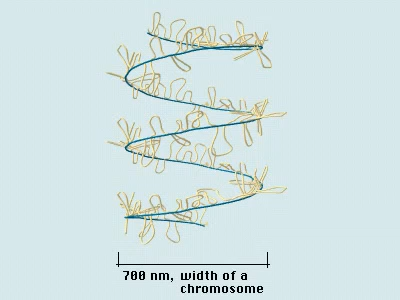 700 nm, width of a
chromosome